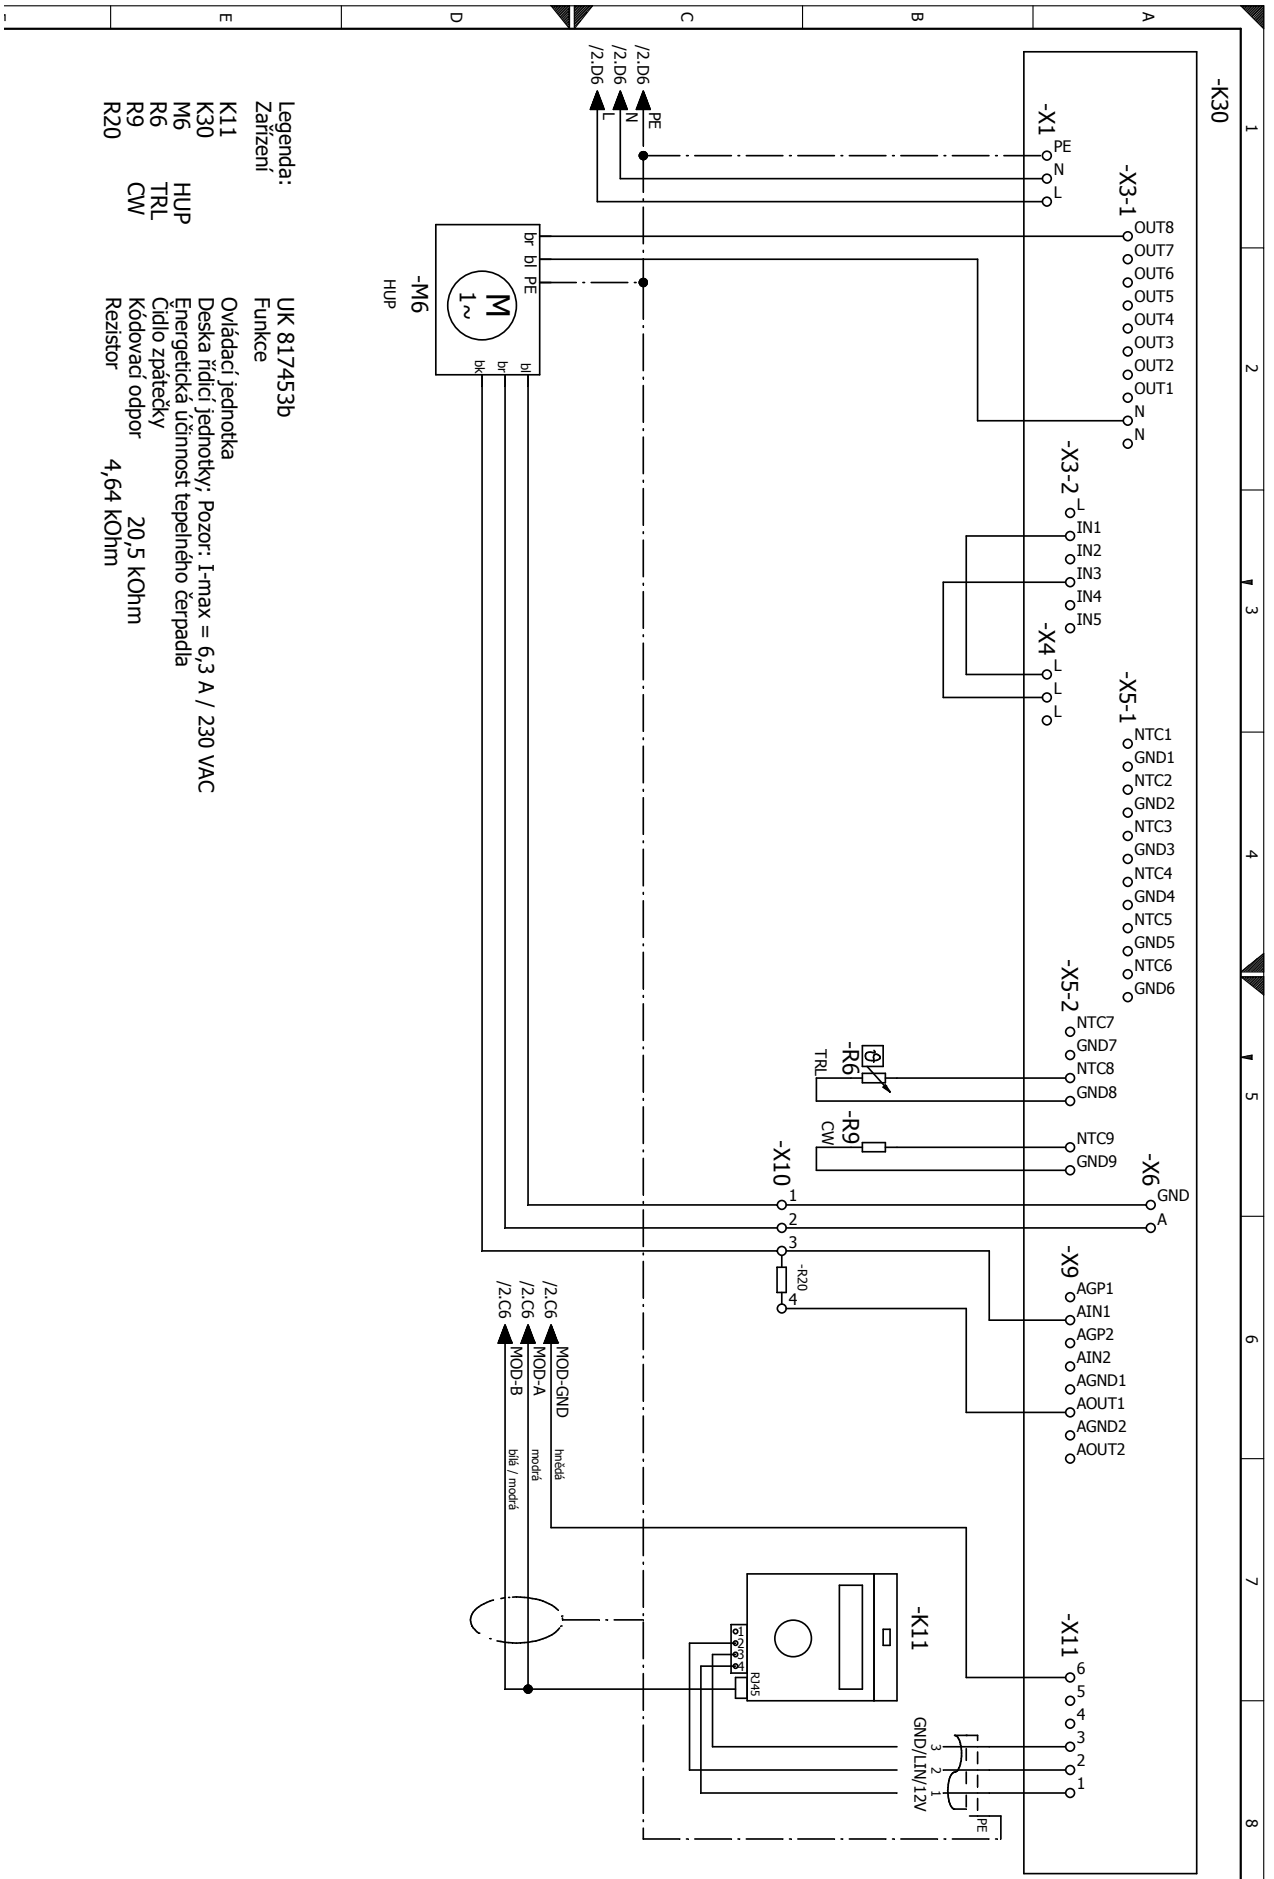 1
2
3
4
5
6
7
8
A
B
C
D
E
-K30
-X1
PE
N
L
-X3-1
OUT8
OUT7
OUT6
OUT5
OUT4
OUT3
OUT2
OUT1
N
N
-X3-2
L
IN1
IN2
IN3
IN4
IN5
-X4
L
L
L
-X5-1
NTC1
GND1
NTC2
GND2
NTC3
GND3
NTC4
GND4
NTC5
GND5
NTC6
GND6
-X5-2
NTC7
GND7
NTC8
GND8
NTC9
GND9
-X6
GND
A
-X9
AGP1
AIN1
AGP2
AIN2
AGND1
AOUT1
AGND2
AOUT2
-X11
6
5
4
3
2
1
/2.D6 PE
/2.D6 N
/2.D6 L
-R6
ϑ
TRL
-R9
CW
-X10
1
2
3
4
-R20
-K11
1
2
3
4
RJ45
3 2 1
GND/LIN/12V
PE
br bl PE
M
1~
bk br bl
-M6
HUP
/2.C6 MOD-GND hnědá
/2.C6 MOD-A modrá
/2.C6 MOD-B bílá / modrá
Legenda: UK 817453b
Zařízení Funkce
K11 Ovládací jednotka
K30 Deska řídicí jednotky; Pozor: I-max = 6,3 A / 230 VAC
M6 HUP Energetická účinnost tepelného čerpadla
R6 TRL Čidlo zpátečky
R9 CW Kódovací odpor 20,5 kOhm
R20 Rezistor 4,64 kOhm